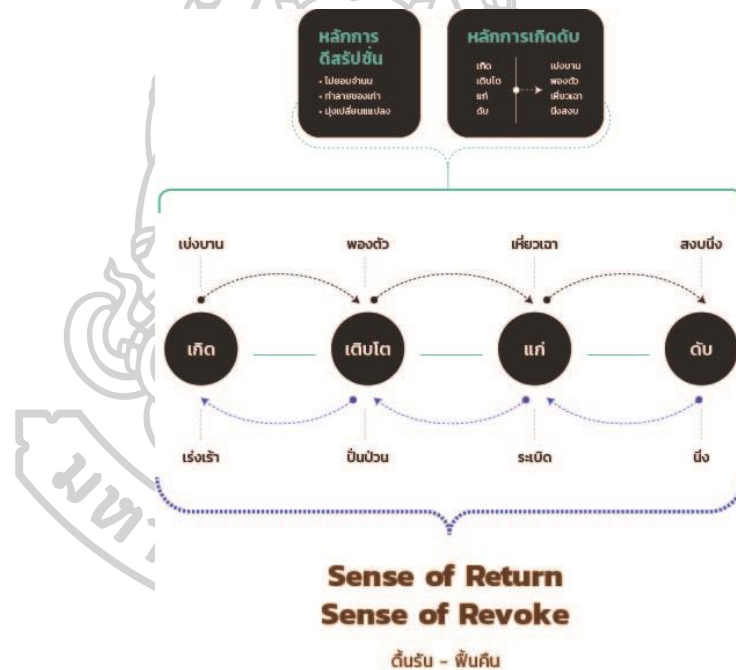 หลักการ
ดีสรัปชั่น
• ไม่ยอมจำนน
• ทำลายของเก่า
• มุ่งเปลี่ยนแปลง
หลักการเกิดดับ
เกิด เบ่งบาน
เติบโต พองตัว
แก่ เหี่ยวเฉา
ดับ นิ่งสงบ
เบ่งบาน พองตัว เหี่ยวเฉา สงบนิ่ง
เกิด เติบโต แก่ ดับ
เร่งเร้า ปั่นป่วน ระเบิด นิ่ง
Sense of Return
Sense of Revoke
ดิ้นรน - ฟื้นคืน